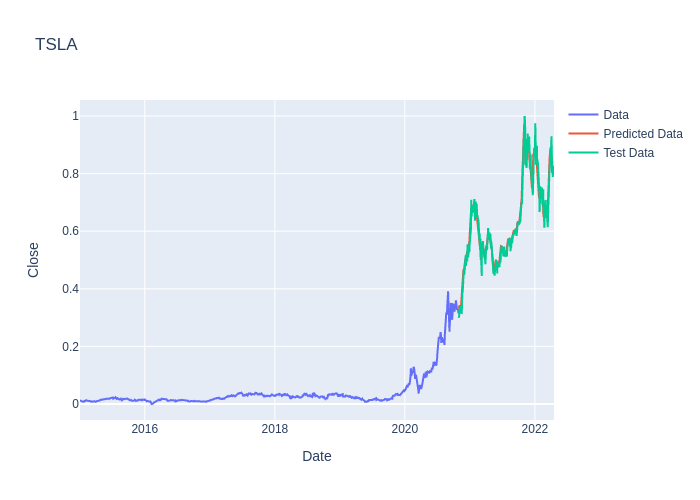 TSLA
Data
Predicted Data
Test Data
1
0.8
0.6
0.4
0.2
0
Close
2016
2018
2020
2022
Date